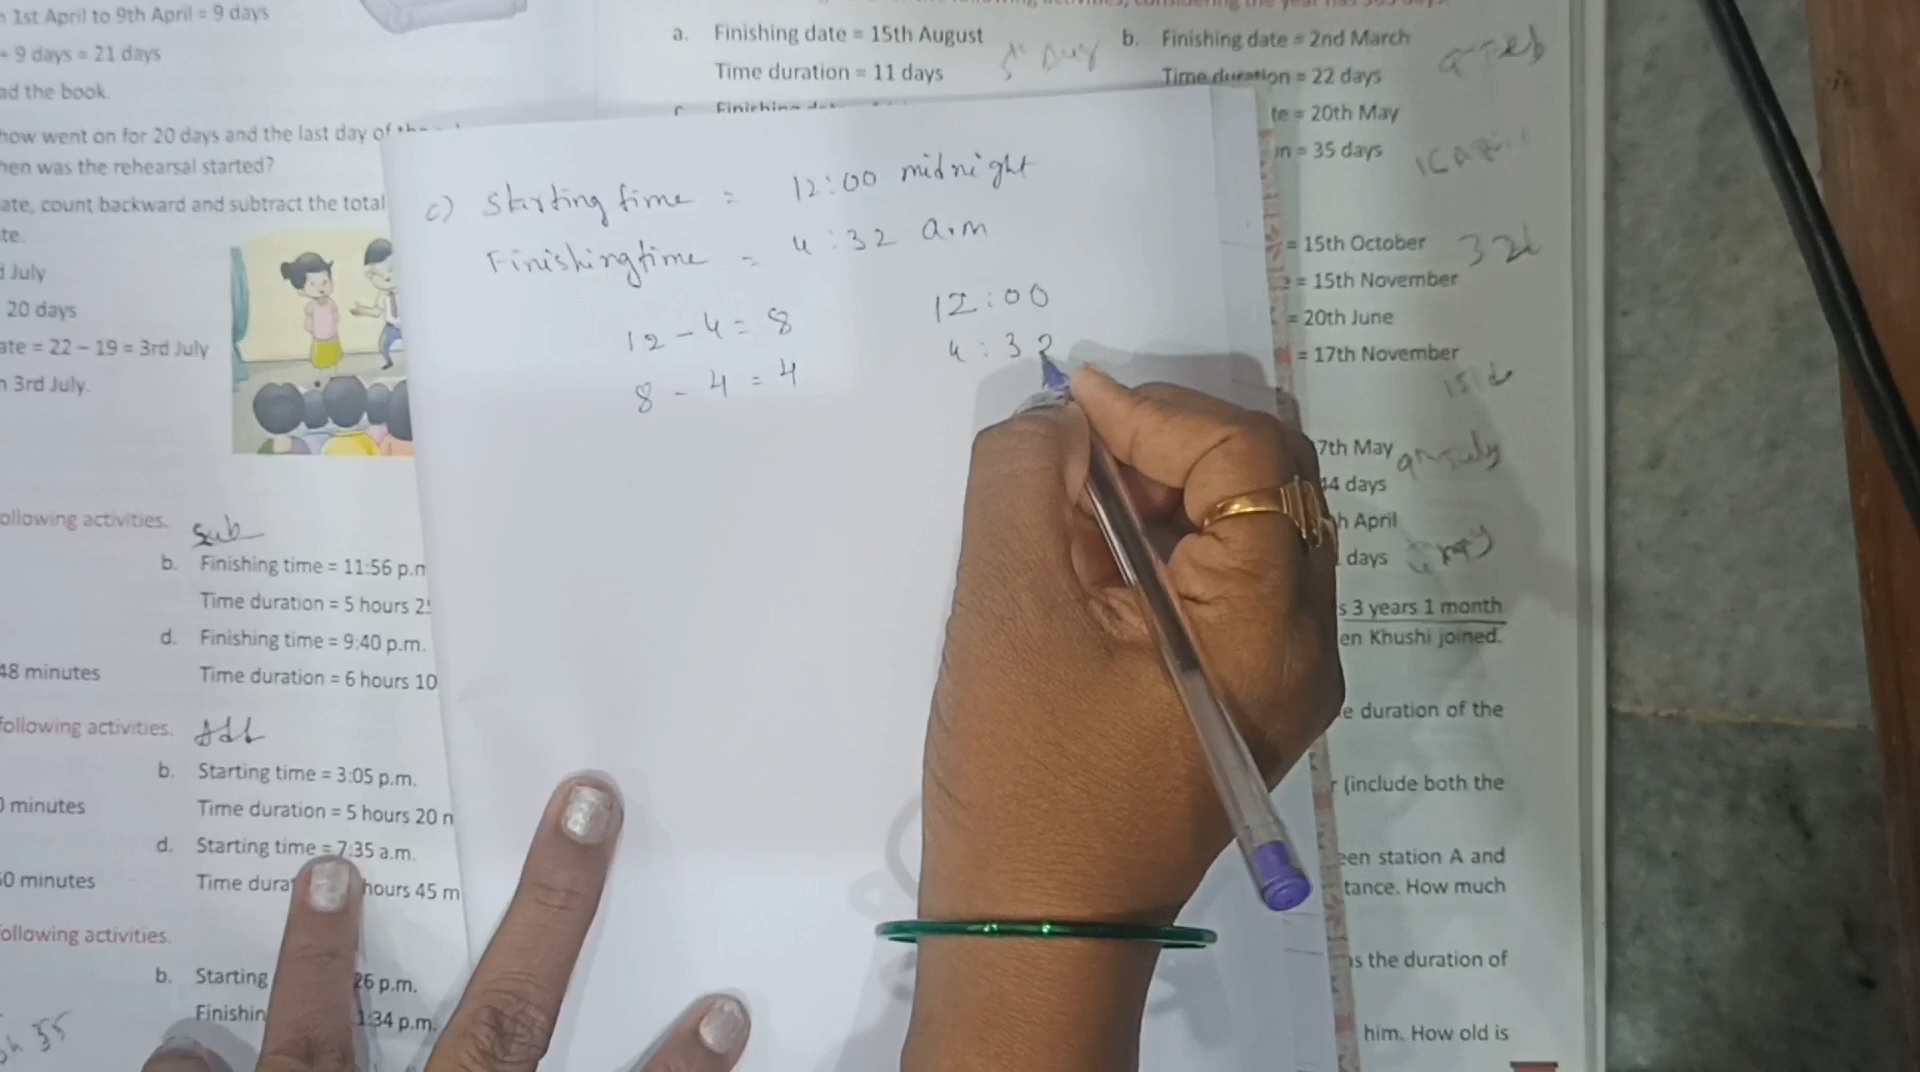 1st April to 9th April = 9 days
+ 9 days = 21 days
ad the book.
how went on for 20 days and the last day of
hen was the rehearsal started?
ate, count backward and subtract the total
te.
July
20 days
ate = 22 – 19 = 3rd July
3rd July.
ollowing activities. Sub
b. Finishing time = 11:56 p.m
Time duration = 5 hours 2
d. Finishing time = 9:40 p.m.
48 minutes
Time duration = 6 hours 10
following activities. Add
b. Starting time = 3:05 p.m.
minutes
Time duration = 5 hours 20
d. Starting time = 7:35 a.m.
0 minutes
Time dura hours 45 m
ollowing activities.
b. Starting 26 p.m.
Finishin 1:34 p.m.
35
a. Finishing date = 15th August
Time duration = 11 days
b. Finishing date = 2nd March
Time duration = 22 days
te = 20th May
n = 35 days
c) Starting time = 12:00 midnight
Finishing time = 4:32 a.m
12 - 4 = 8
8 - 4 = 4
12:00
4:32
= 15th October
= 15th November
= 20th June
= 17th November
7th May
44 days
h April
days
s 3 years 1 month
en Khushi joined.
e duration of the
r (include both the
een station A and
tance. How much
as the duration of
him. How old is